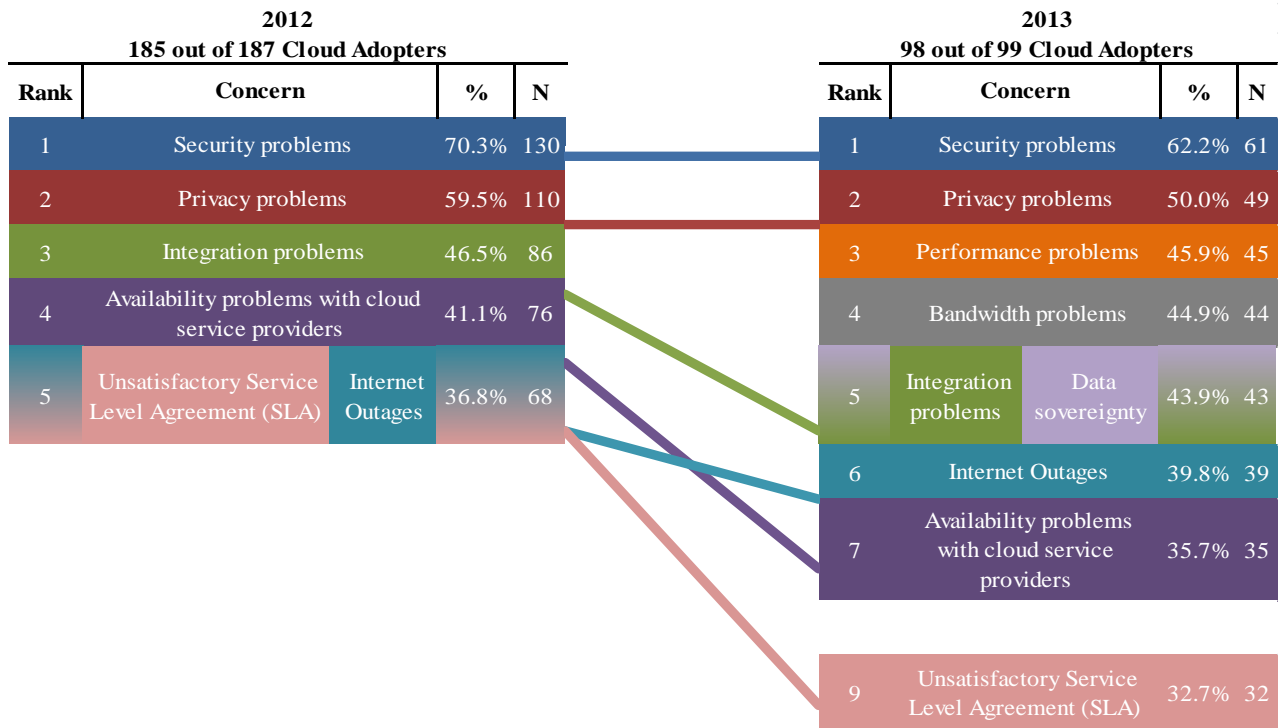 2012
185 out of 187 Cloud Adopters
Rank Concern % N
1 Security problems 70.3% 130
2 Privacy problems 59.5% 110
3 Integration problems 46.5% 86
4 Availability problems with cloud
service providers 41.1% 76
5 Unsatisfactory Service
Level Agreement (SLA) Internet
Outages 36.8% 68
2013
98 out of 99 Cloud Adopters
Rank Concern % N
1 Security problems 62.2% 61
2 Privacy problems 50.0% 49
3 Performance problems 45.9% 45
4 Bandwidth problems 44.9% 44
5 Integration
problems Data
sovereignty 43.9% 43
6 Internet Outages 39.8% 39
7 Availability problems
with cloud service
providers 35.7% 35
9 Unsatisfactory Service
Level Agreement (SLA) 32.7% 32